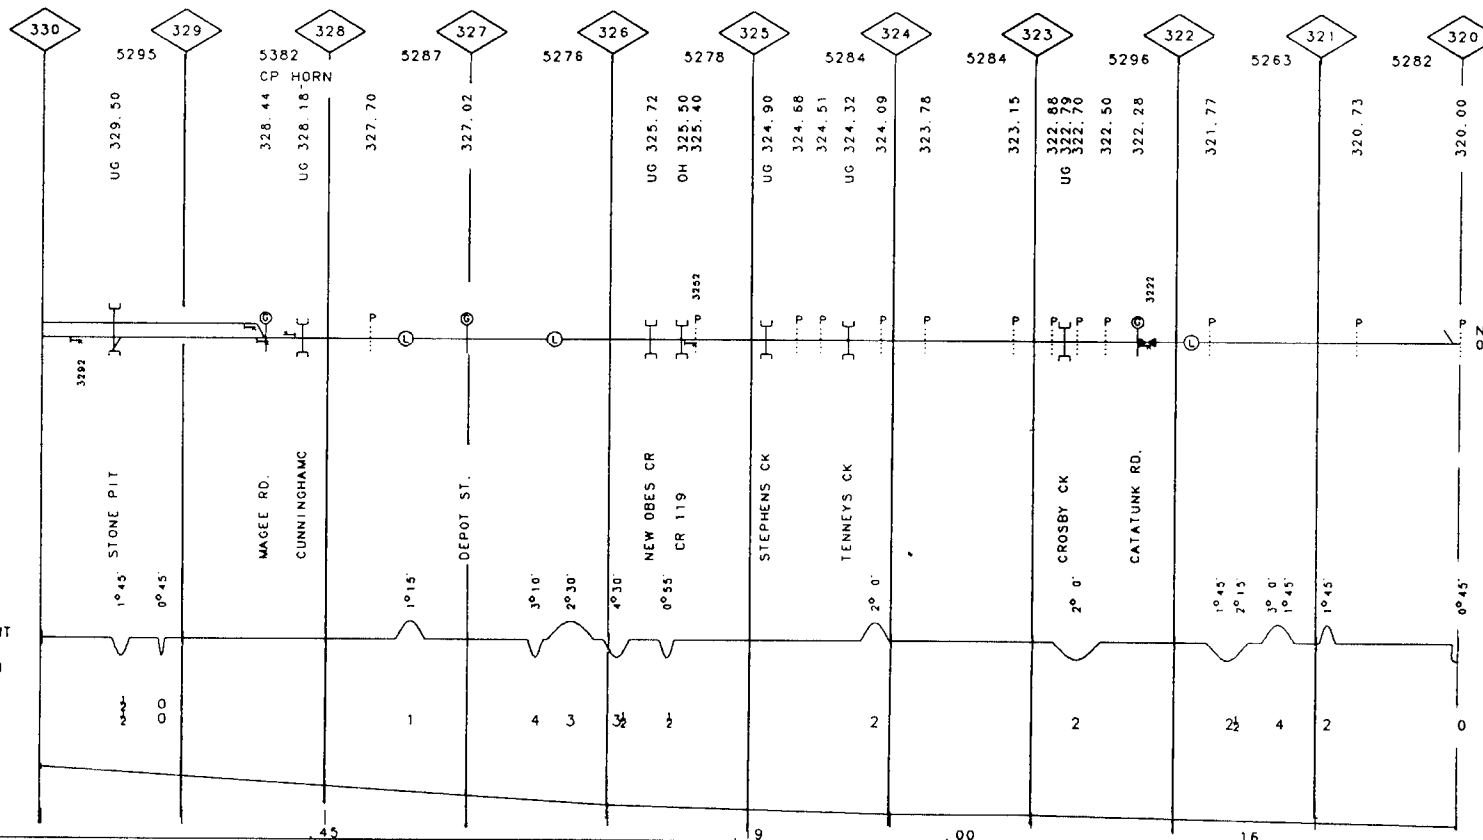 330 329 328 327 326 325 324 323 322 321 320
5295 5382 5287 5276 5278 5284 5284 5296 5263 5282
CP HORN
UG 329.50
328.44
UG 328.18
327.70
327.02
UG 325.72
OH 325.50
325.40
UG 324.90
324.68
324.51
UG 324.32
324.09
323.78
323.15
322.88
UG 322.79
322.70
322.50
322.28
321.77
320.73
320.00
3292
G
P
L
G
L
3252
P
P
P
P
P
P
P
P
P
G
3222
L
P
P
P
STONE PIT
MAGEE RD.
CUNNINGHAMC
DEPOT ST.
NEW OBES CR
CR 119
STEPHENS CK
TENNEYS CK
CROSBY CK
CATATUNK RD.
1° 45'
0° 45'
1° 15'
3° 10'
2° 30'
4° 30'
0° 55'
2° 0'
2° 0'
1° 45'
2° 15'
3° 0'
1° 45'
1° 45'
0° 45'
0
0 1 4 3 3½ ½ 2 2 2½ 4 2 0
.45 .19 .00 .16